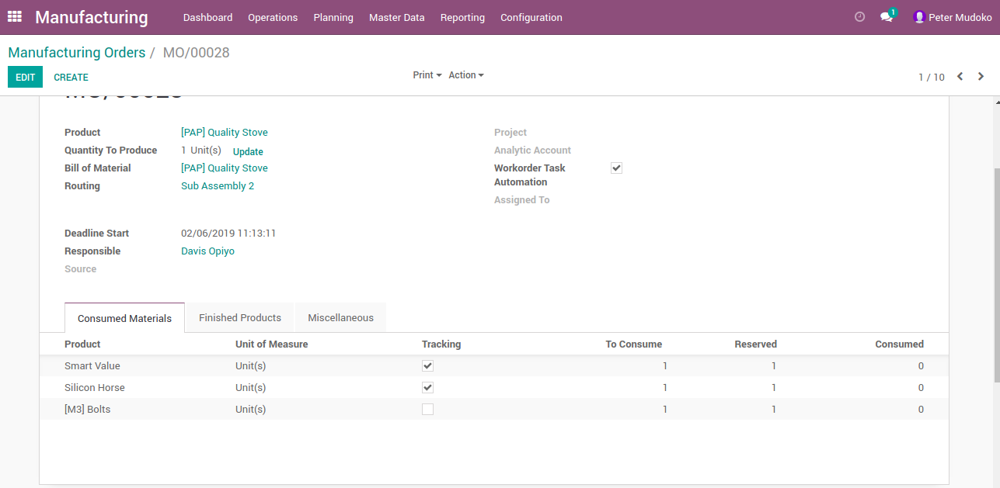 Manufacturing Dashboard Operations Planning Master Data Reporting Configuration 1 Peter Mudoko
Manufacturing Orders / MO/00028
EDIT CREATE Print Action 1 / 10
MO/00028
Product [PAP] Quality Stove Project
Quantity To Produce 1 Unit(s) Update Analytic Account
Bill of Material [PAP] Quality Stove Workorder Task
Automation
Routing Sub Assembly 2
Assigned To
Deadline Start 02/06/2019 11:13:11
Responsible Davis Opiyo
Source
Consumed Materials Finished Products Miscellaneous
Product Unit of Measure Tracking To Consume Reserved Consumed
Smart Value Unit(s) 1 1 0
Silicon Horse Unit(s) 1 1 0
[M3] Bolts Unit(s) 1 1 0